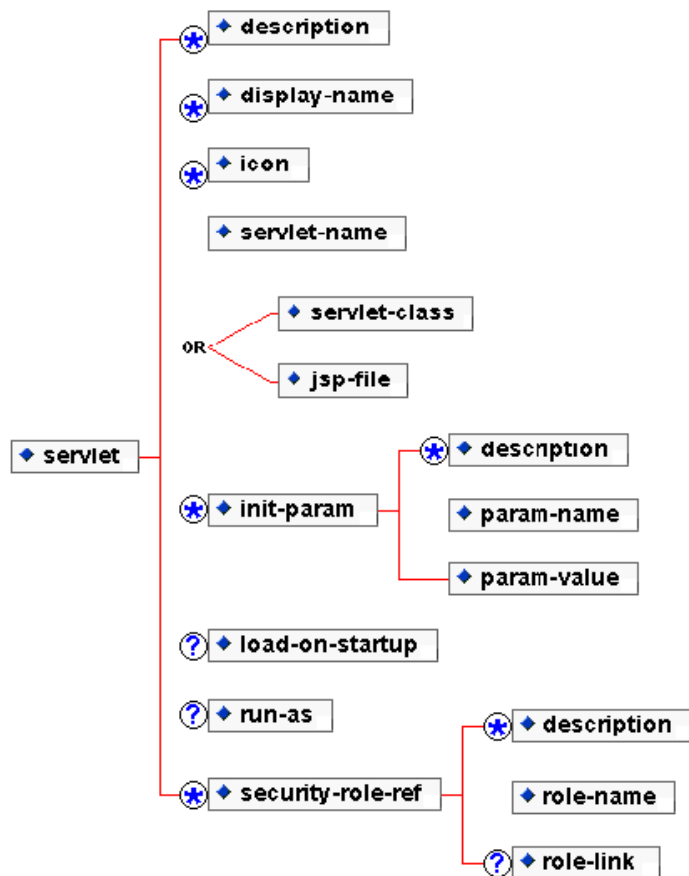 description
display-name
icon
servlet-name
servlet-class
OR
jsp-file
servlet
description
init-param
param-name
param-value
load-on-startup
run-as
description
security-role-ref
role-name
role-link